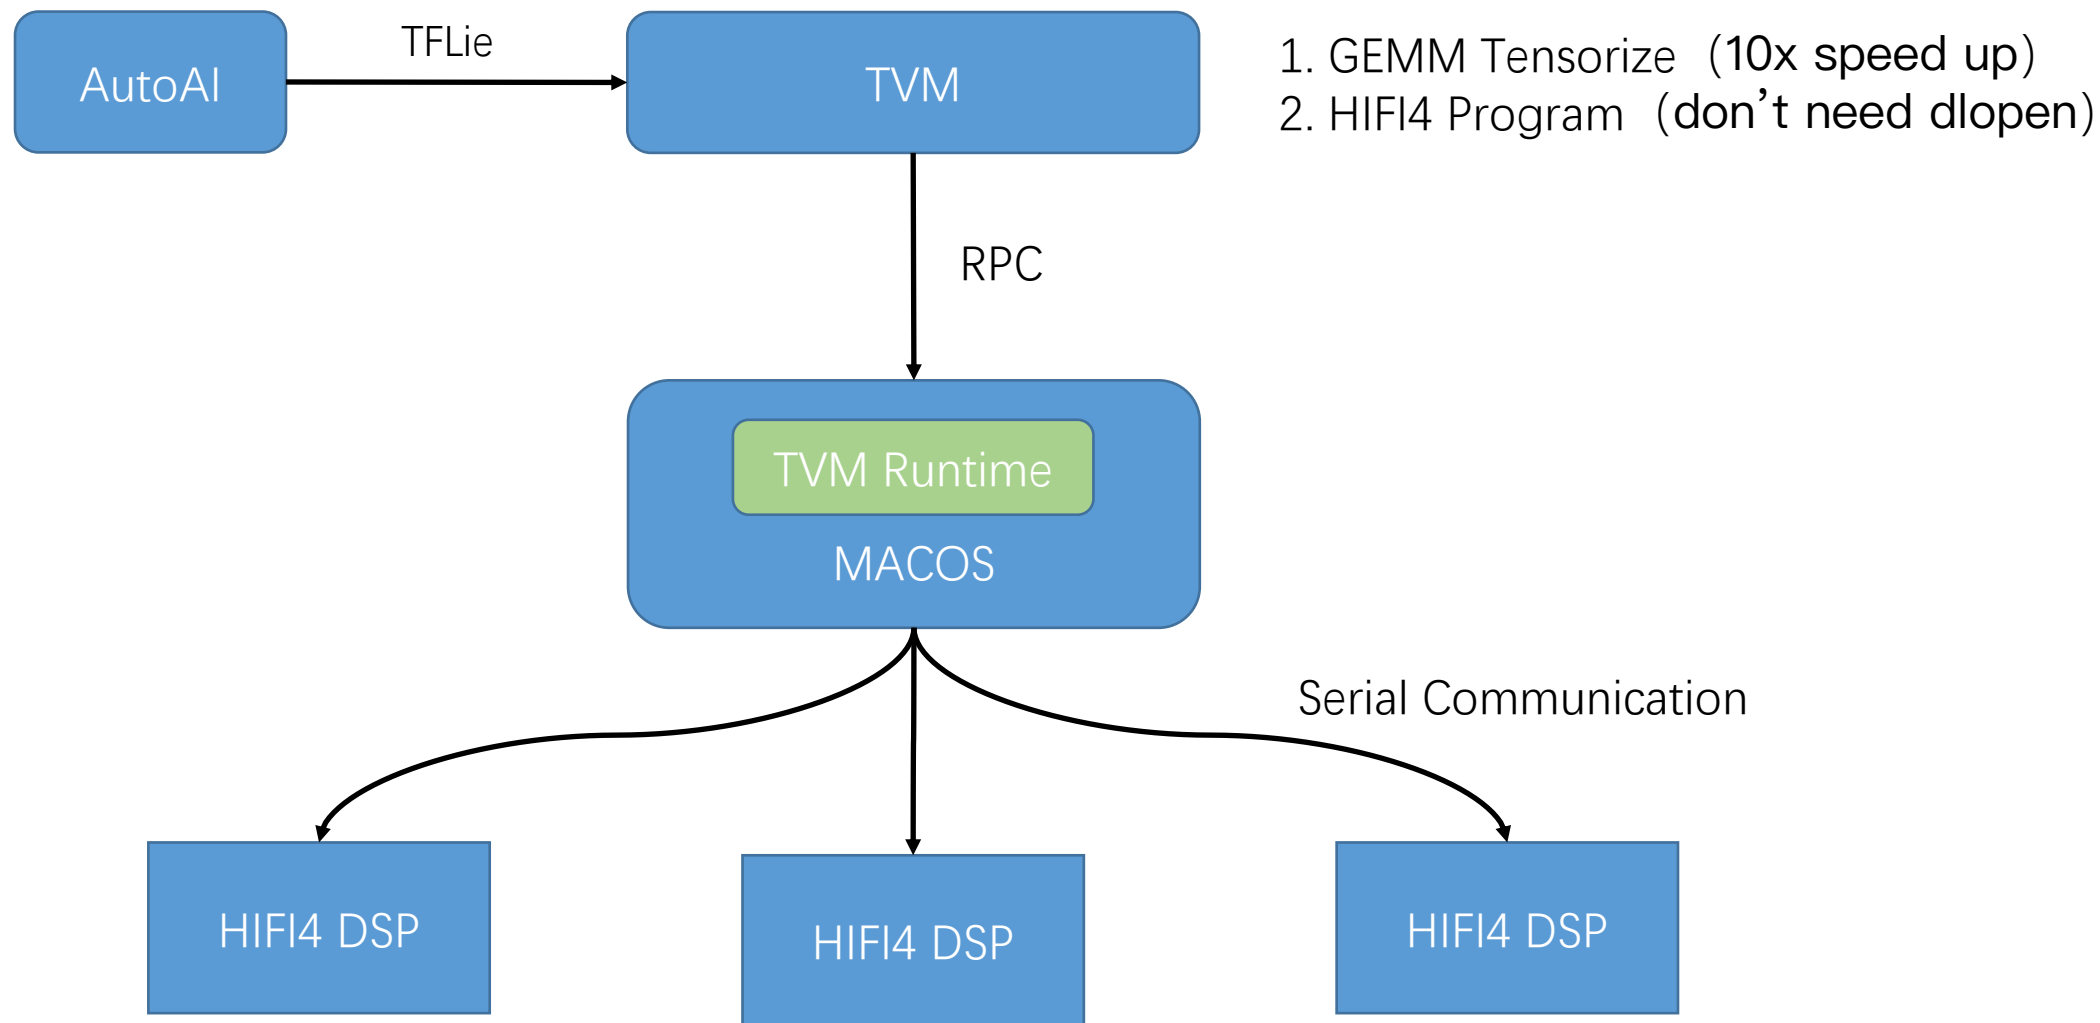 AutoAI
TFLie
TVM
1. GEMM Tensorize（10x speed up）
2. HIFI4 Program（don’t need dlopen）
RPC
TVM Runtime
MACOS
Serial Communication
HIFI4 DSP
HIFI4 DSP
HIFI4 DSP